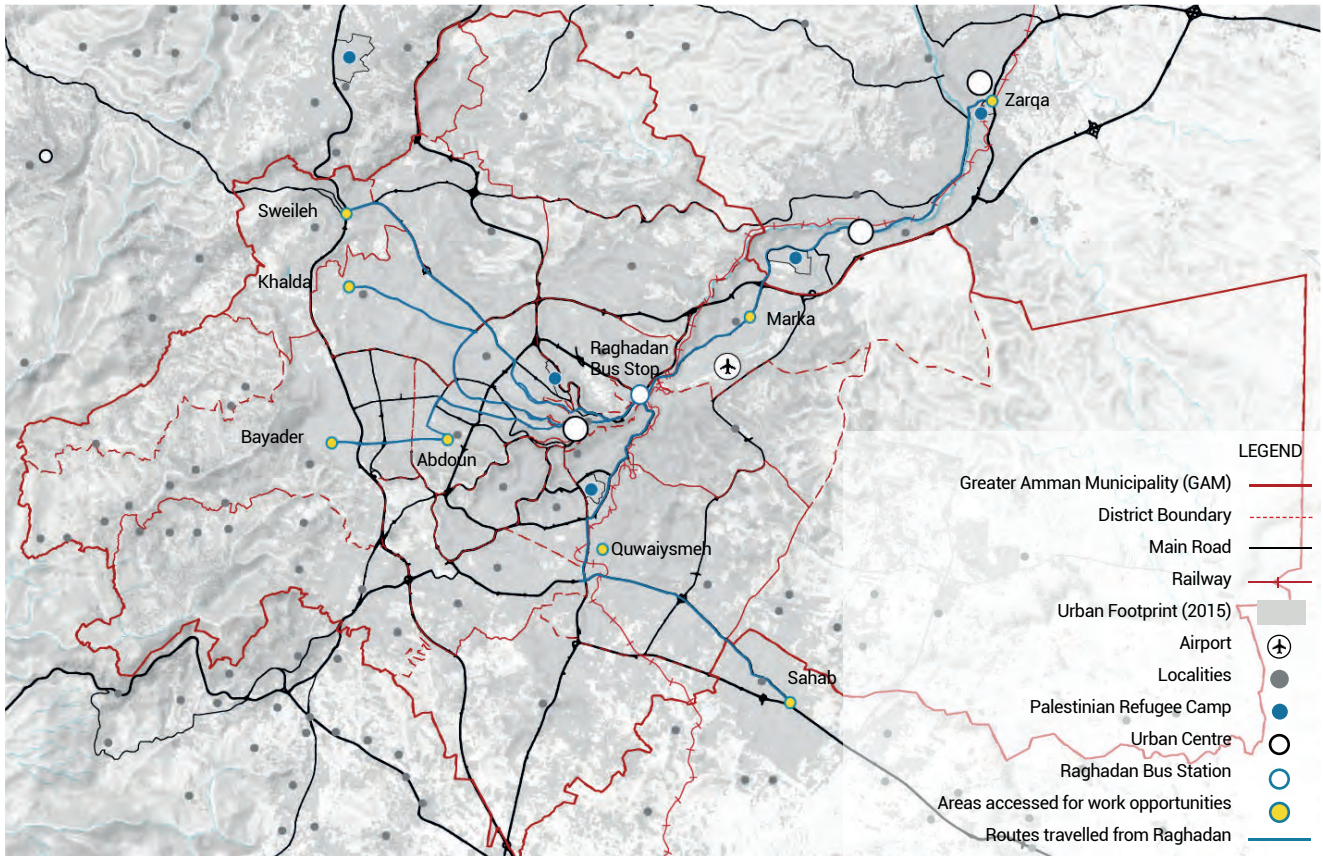 Zarqa
Sweileh
Khalda
Marka
Raghadan
Bus Stop
Bayader
Abdoun
Quwaiysmeh
Sahab
LEGEND
Greater Amman Municipality (GAM)
District Boundary
Main Road
Railway
Urban Footprint (2015)
Airport
Localities
Palestinian Refugee Camp
Urban Centre
Raghadan Bus Station
Areas accessed for work opportunities
Routes travelled from Raghadan